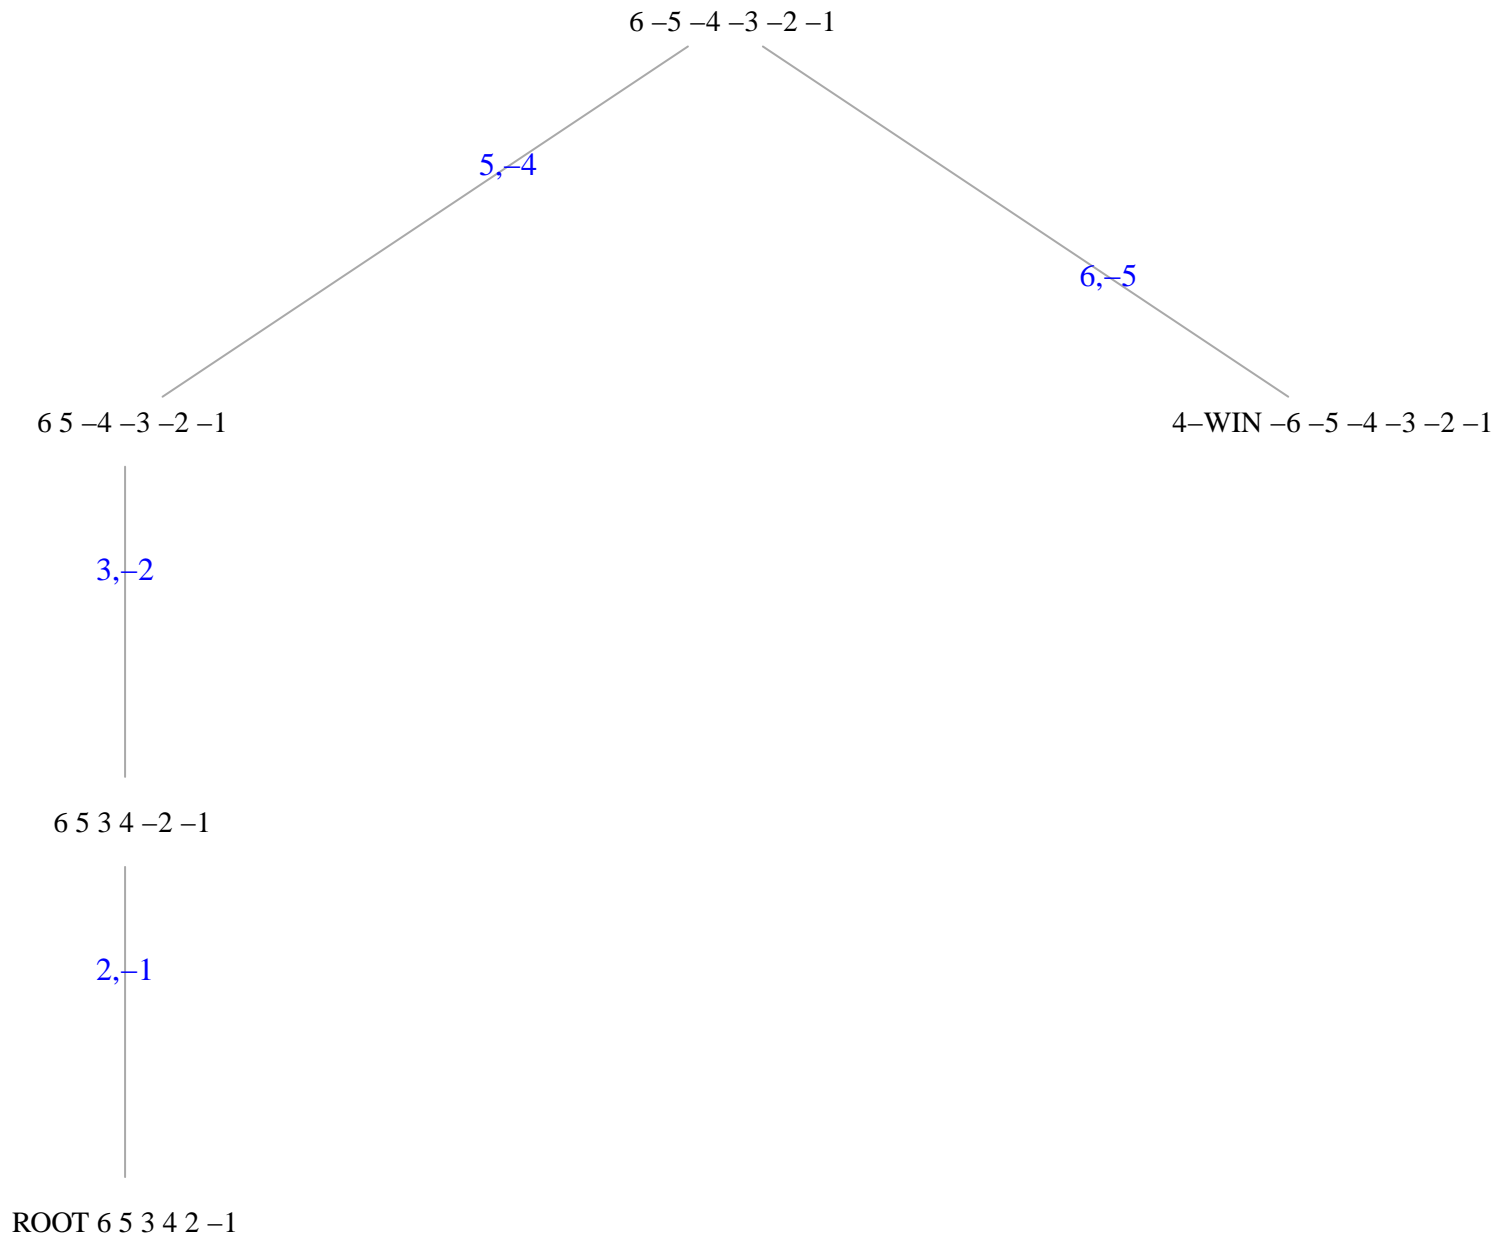 6 –5 –4 –3 –2 –1
5,–4
6,–5
6 5 –4 –3 –2 –1
4–WIN –6 –5 –4 –3 –2 –1
3,–2
6 5 3 4 –2 –1
2,–1
ROOT 6 5 3 4 2 –1